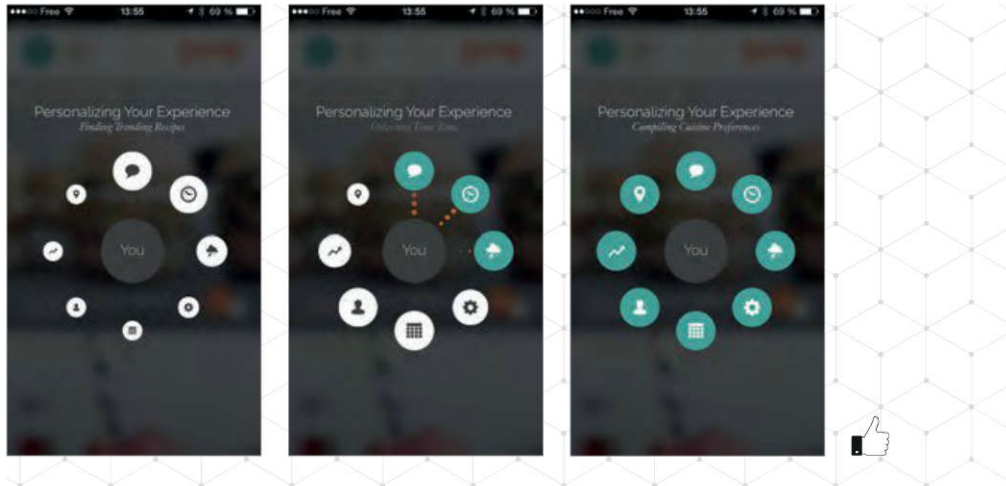 Free 13:55 69 %
Personalizing Your Experience
Finding Trending Recipes
You
Free 13:55 69 %
Personalizing Your Experience
You
Free 13:55 69 %
Personalizing Your Experience
Compiling Cuisine Preferences
You